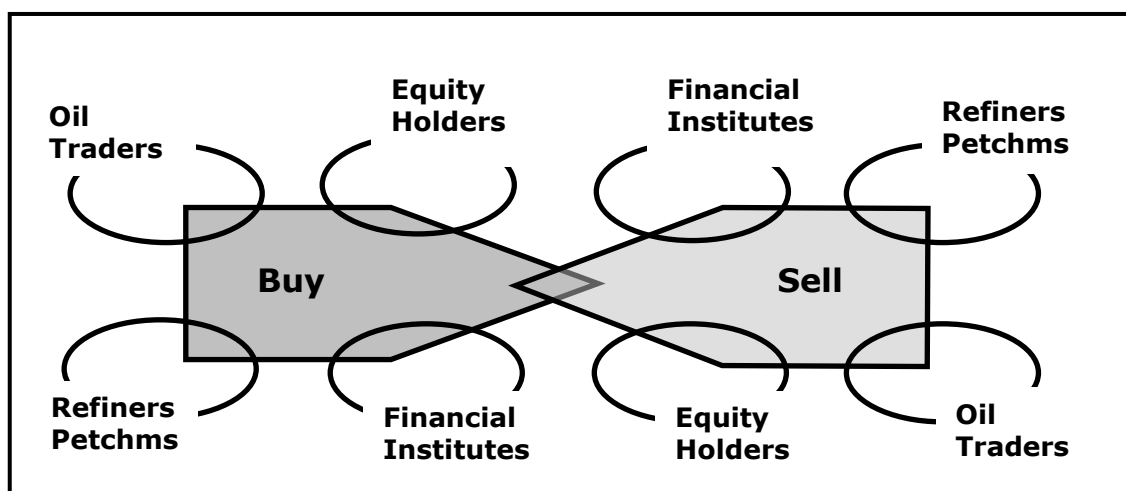 Oil
Traders
Equity
Holders
Financial
Institutes
Refiners
Petchms
Buy
Sell
Refiners
Petchms
Financial
Institutes
Equity
Holders
Oil
Traders